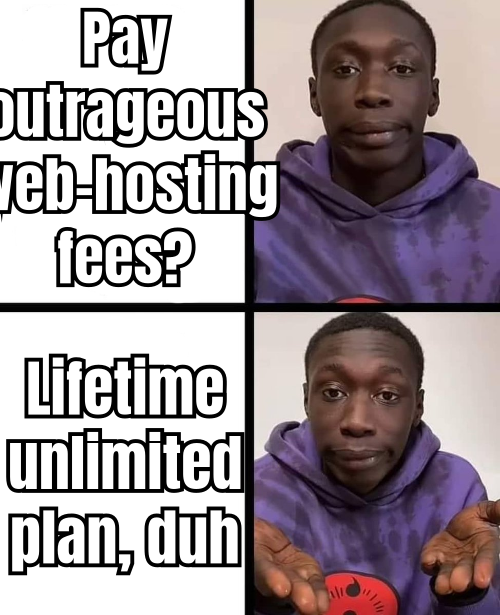 Pay
outrageous
web-hosting
fees?
Lifetime
unlimited
plan, duh